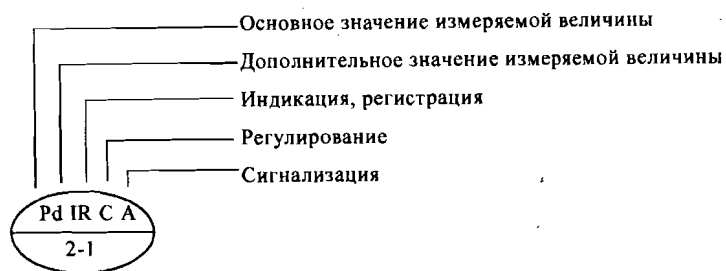 Основное значение измеряемой величины
Дополнительное значение измеряемой величины
Индикация, регистрация
Регулирование
Сигнализация
Pd IR C A
2-1